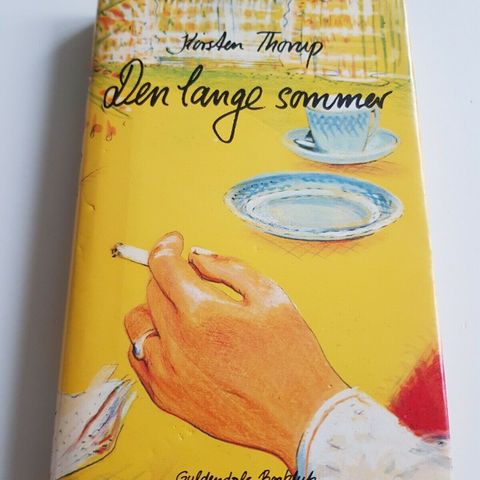 Kirsten Thorup
Den lange sommer
Gyldendals Bogklub